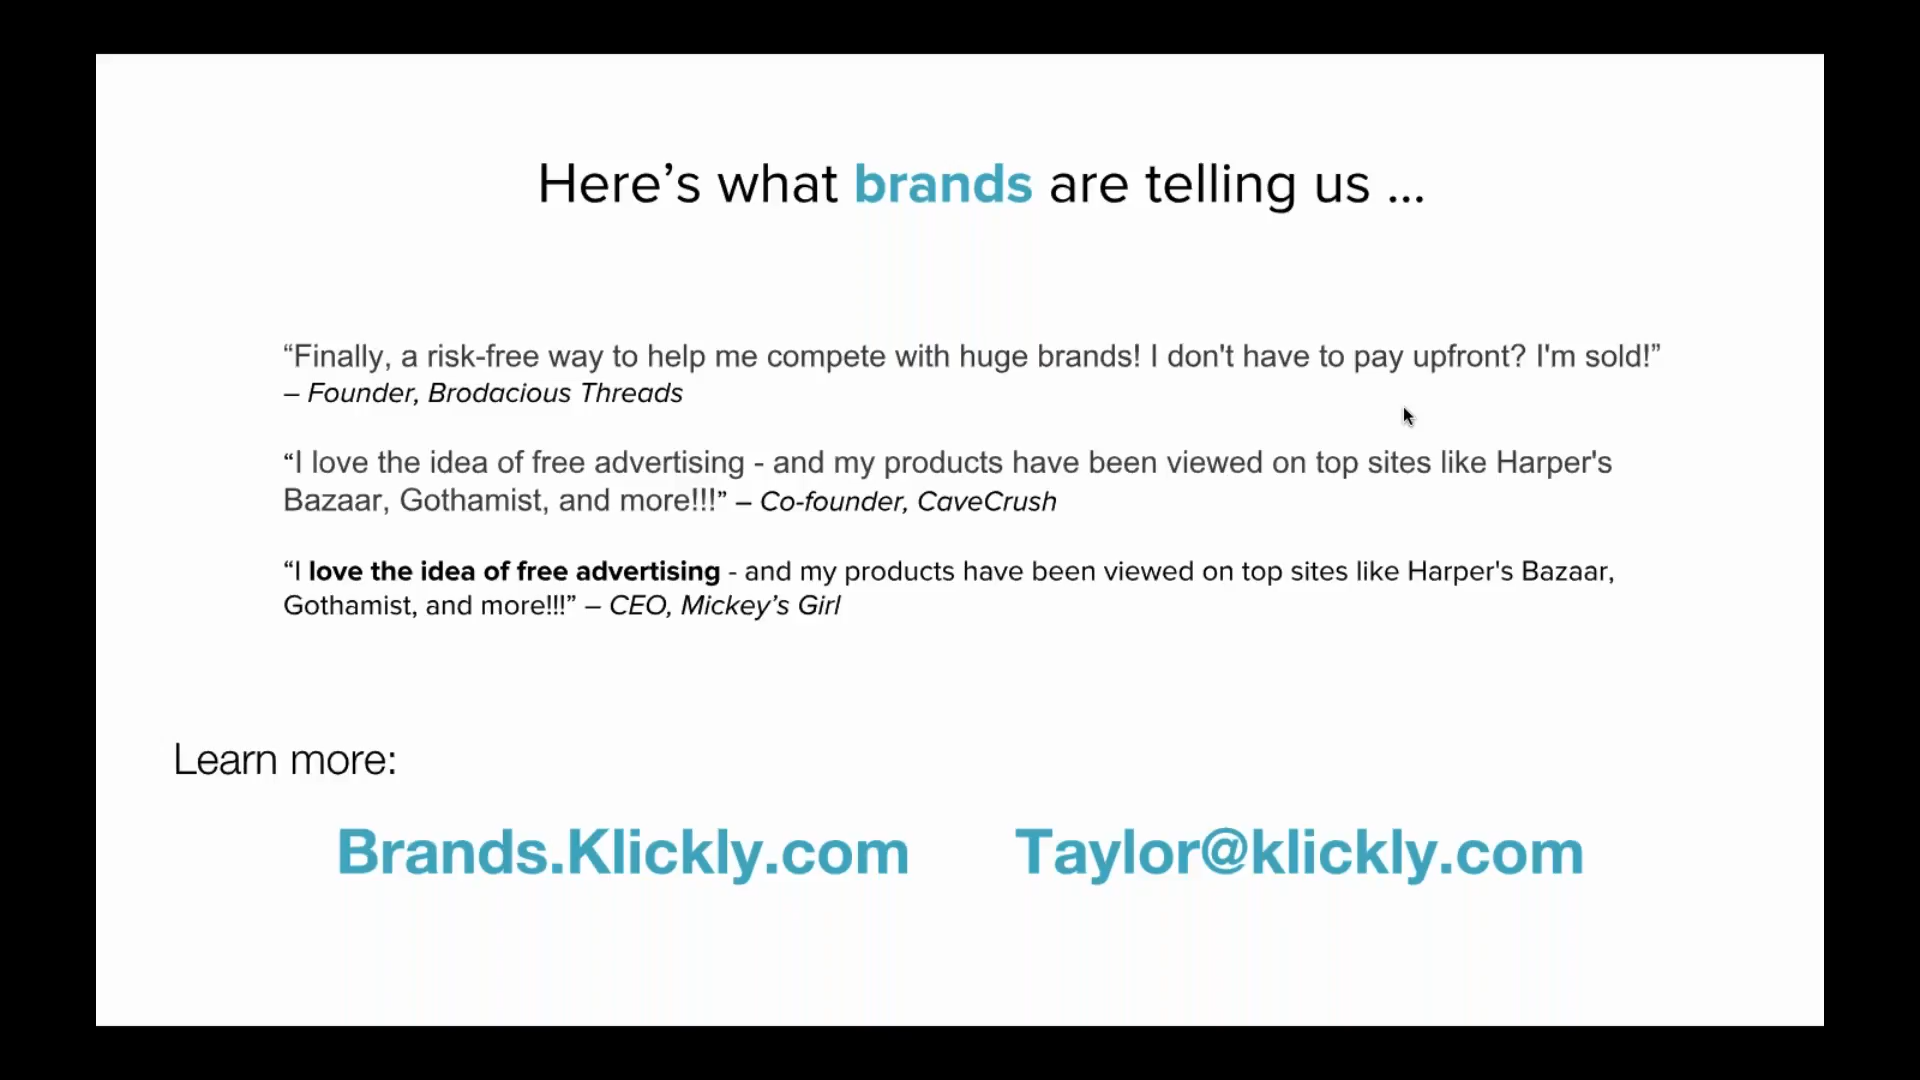 Here’s what brands are telling us ...
“Finally, a risk-free way to help me compete with huge brands! I don't have to pay upfront? I'm sold!”
– Founder, Brodacious Threads
“I love the idea of free advertising - and my products have been viewed on top sites like Harper's
Bazaar, Gothamist, and more!!!” – Co-founder, CaveCrush
“I love the idea of free advertising - and my products have been viewed on top sites like Harper's Bazaar,
Gothamist, and more!!!” – CEO, Mickey’s Girl
Learn more:
Brands.Klickly.com Taylor@klickly.com